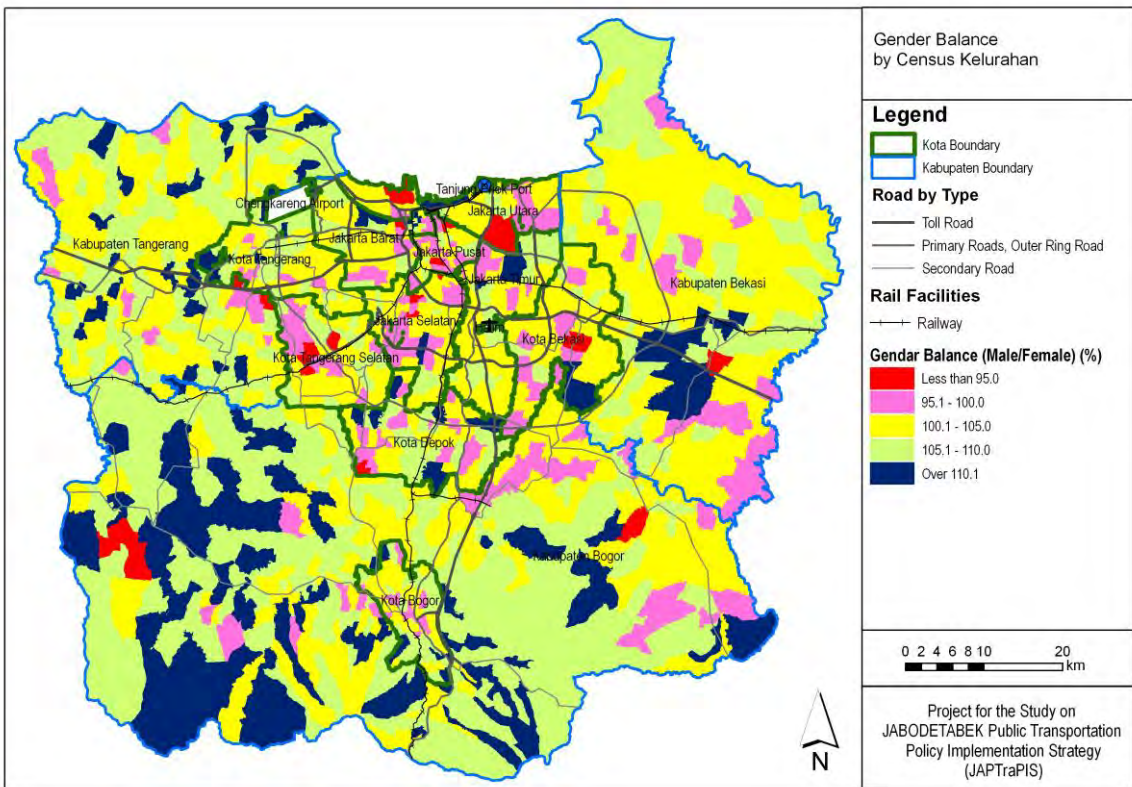 Gender Balance
by Census Kelurahan
Legend
Kota Boundary
Kabupaten Boundary
Road by Type
Toll Road
Primary Roads, Outer Ring Road
Secondary Road
Rail Facilities
Railway
Gendar Balance (Male/Female) (%)
Less than 95.0
95.1 - 100.0
100.1 - 105.0
105.1 - 110.0
Over 110.1
0 2 4 6 8 10 20
km
Project for the Study on
JABODETABEK Public Transportation
Policy Implementation Strategy
(JAPTraPIS)
Tanjung Priok Port
Chengkareng Airport
Jakarta Utara
Jakarta Barat
Kabupaten Tangerang
Jakarta Pusat
Kota Tangerang
Jakarta Timur
Kabupaten Bekasi
Jakarta Selatan
Kota Bekasi
Kota Tangerang Selatan
Kota Depok
Kabupaten Bogor
Kota Bogor
N